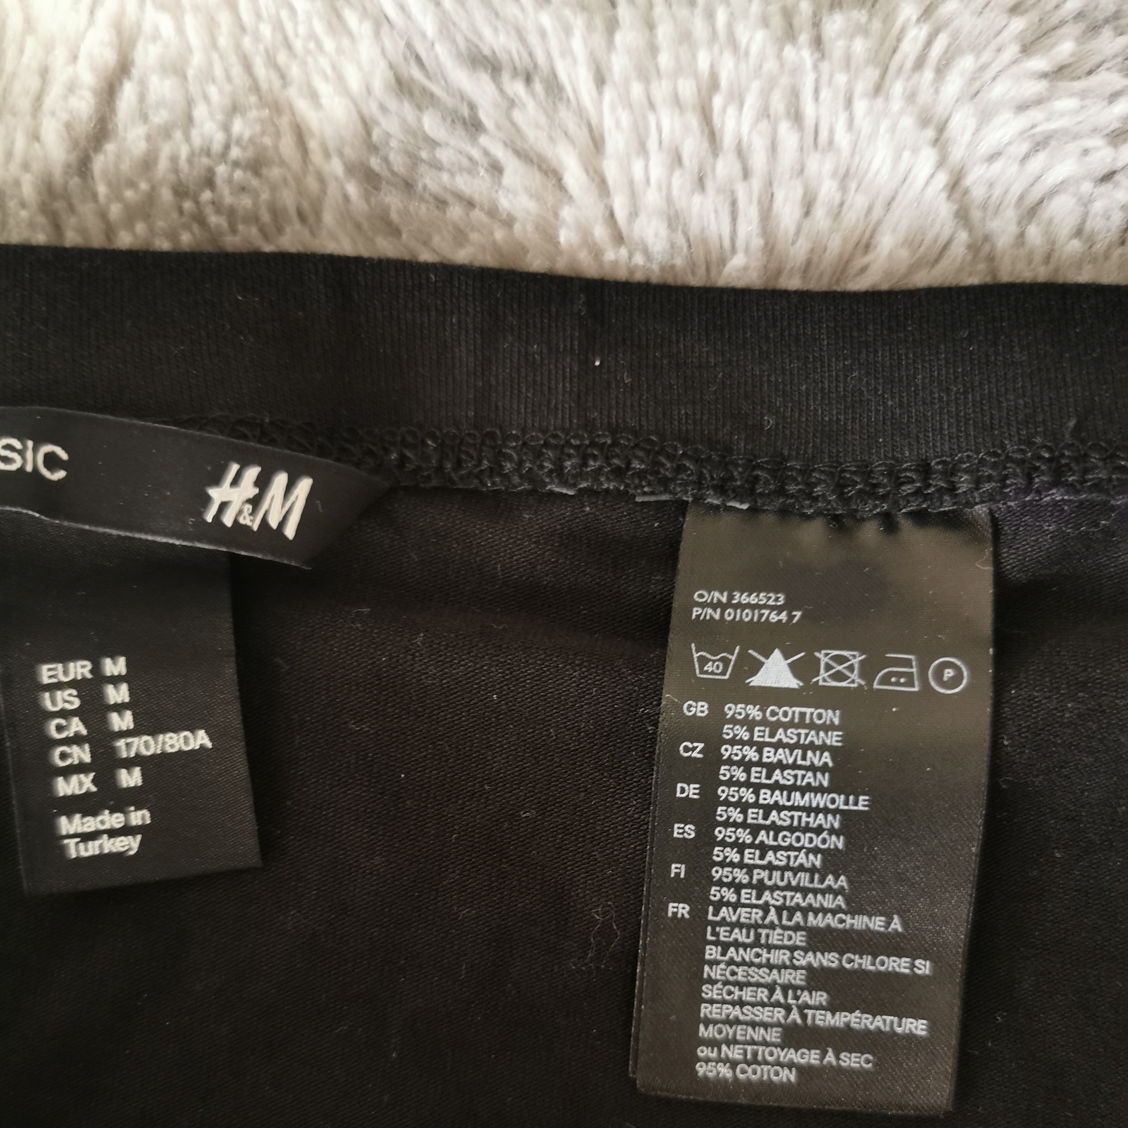 SIC
H&M
EUR M
US M
CA M
CN 170/80A
MX M
Made in
Turkey
O/N 366523
P/N 0101764 7
40
P
GB 95% COTTON
5% ELASTANE
CZ 95% BAVLNA
5% ELASTAN
DE 95% BAUMWOLLE
5% ELASTHAN
ES 95% ALGODÓN
5% ELASTÁN
FI 95% PUUVILLAA
5% ELASTAANIA
FR LAVER À LA MACHINE À
L'EAU TIÈDE
BLANCHIR SANS CHLORE SI
NÉCESSAIRE
SÉCHER À L'AIR
REPASSER À TEMPÉRATURE
MOYENNE
ou NETTOYAGE À SEC
95% COTON